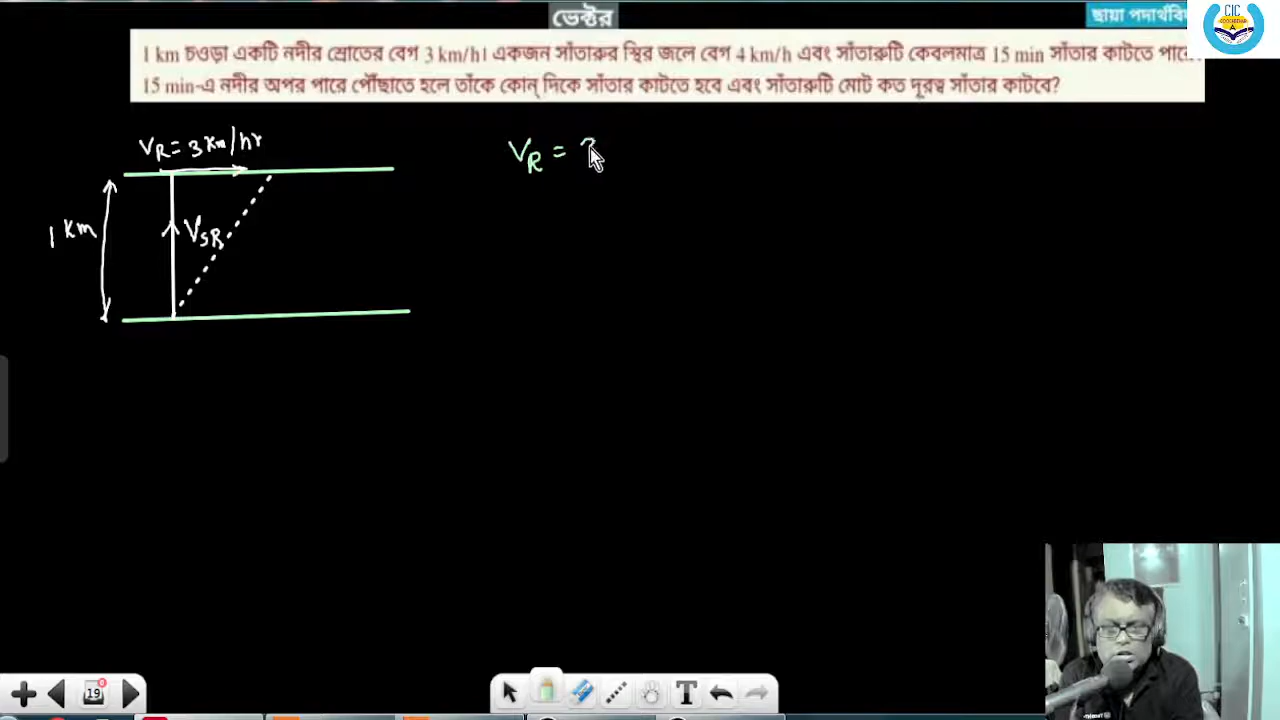 ভেক্টর
ছায়া পদার্থবিদ
CIC
1 km চওড়া একটি নদীর স্রোতের বেগ 3 km/h। একজন সাঁতারুর স্থির জলে বেগ 4 km/h এবং সাঁতারুটি কেবলমাত্র 15 min সাঁতার কাটতে পারে
15 min-এ নদীর অপর পারে পৌঁছাতে হলে তাঁকে কোন্ দিকে সাঁতার কাটতে হবে এবং সাঁতারুটি মোট কত দূরত্ব সাঁতার কাটবে?
VR = 3 km/hr
VR =
1 km
VSR
19
T